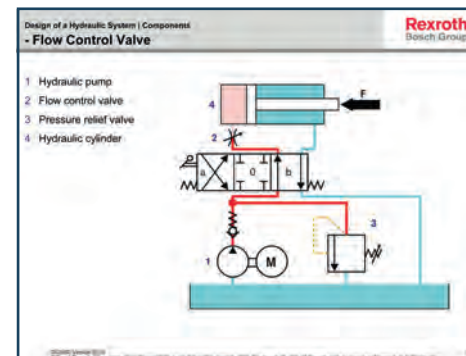 Design of a Hydraulic System | Components
- Flow Control Valve
Rexroth
Bosch Group
1 Hydraulic pump
2 Flow control valve
3 Pressure relief valve
4 Hydraulic cylinder
4
F
2
a
0
b
3
1
M